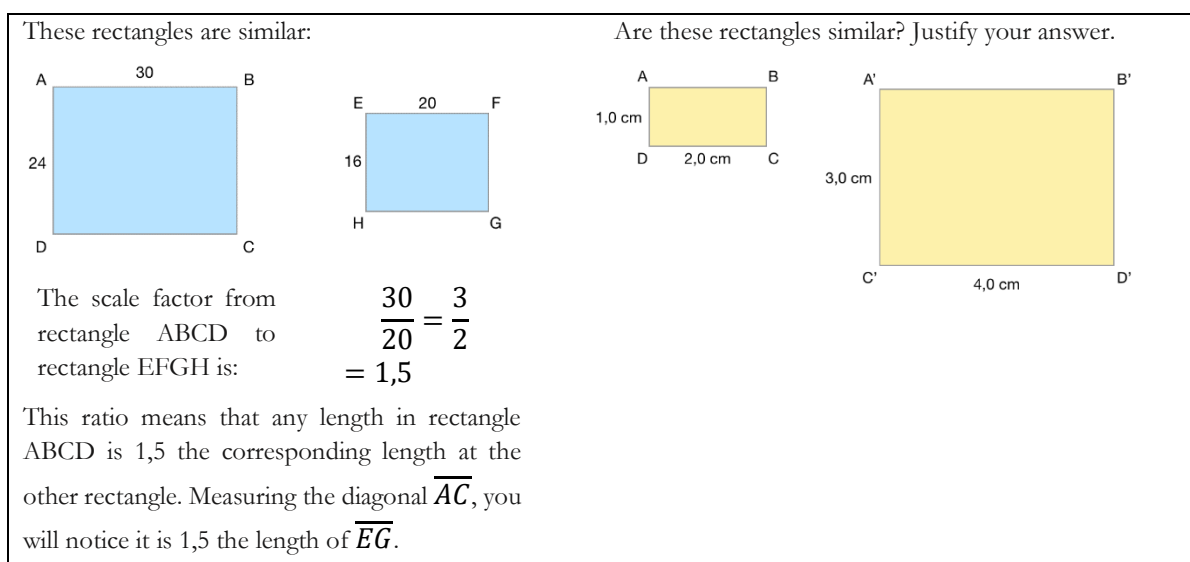 These rectangles are similar:
A 30 B
24
D C
E 20 F
16
H G
The scale factor from
rectangle ABCD to
rectangle EFGH is:
30/20 = 3/2
= 1,5
This ratio means that any length in rectangle
ABCD is 1,5 the corresponding length at the
other rectangle. Measuring the diagonal A̅C̅, you
will notice it is 1,5 the length of E̅G̅.
Are these rectangles similar? Justify your answer.
A B
1,0 cm
D 2,0 cm C
A' B'
3,0 cm
C' 4,0 cm D'